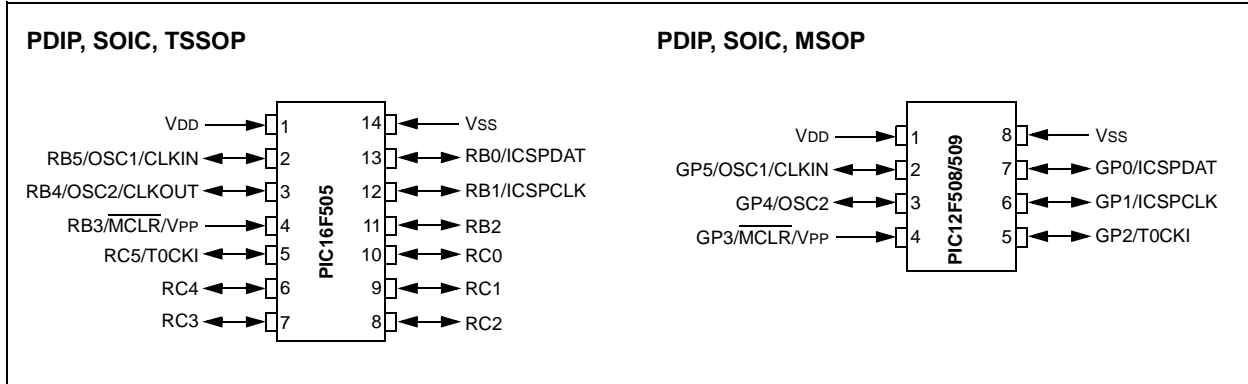 PDIP, SOIC, TSSOP
VDD 1 14 VSS
RB5/OSC1/CLKIN 2 13 RB0/ICSPDAT
RB4/OSC2/CLKOUT 3 12 RB1/ICSPCLK
RB3/MCLR/VPP 4 11 RB2
RC5/T0CKI 5 10 RC0
RC4 6 9 RC1
RC3 7 8 RC2
PIC16F505
PDIP, SOIC, MSOP
VDD 1 8 VSS
GP5/OSC1/CLKIN 2 7 GP0/ICSPDAT
GP4/OSC2 3 6 GP1/ICSPCLK
GP3/MCLR/VPP 4 5 GP2/T0CKI
PIC12F508/509